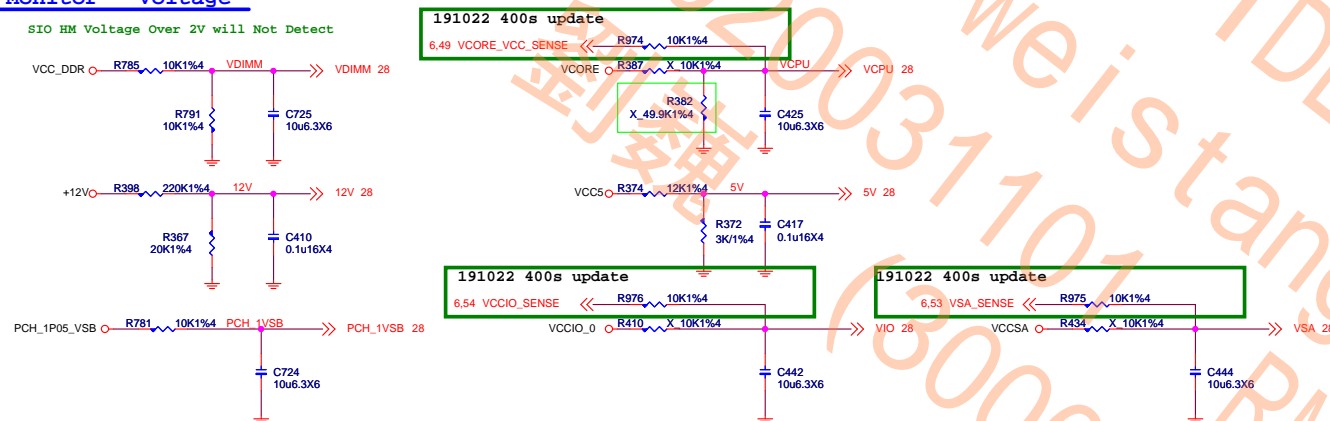 Monitor Voltage
SIO HM Voltage Over 2V will Not Detect
VCC_DDR R785 10K1%4 VDIMM VDIMM 28
R791
10K1%4
C725
10u6.3X6
191022 400s update
6,49 VCORE_VCC_SENSE R974 10K1%4
VCORE R387 X_10K1%4 VCPU VCPU 28
R382
X_49.9K1%4
C425
10u6.3X6
+12V R398 220K1%4 12V 12V 28
R367
20K1%4
C410
0.1u16X4
VCC5 R374 12K1%4 5V 5V 28
R372
3K/1%4
C417
0.1u16X4
PCH_1P05_VSB R781 10K1%4 PCH_1VSB PCH_1VSB 28
C724
10u6.3X6
191022 400s update
6,54 VCCIO_SENSE R976 10K1%4
VCCIO_0 R410 X_10K1%4 VIO 28
C442
10u6.3X6
191022 400s update
6,53 VSA_SENSE R975 10K1%4
VCCSA R434 X_10K1%4 VSA 28
C444
10u6.3X6
劉巍
2003110
weistang